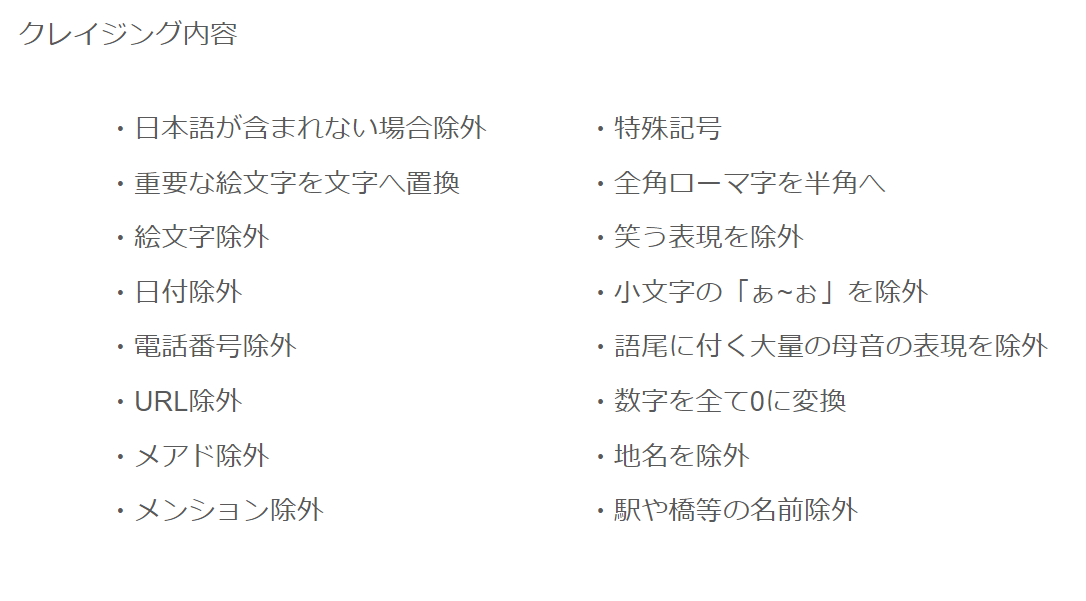 クレイジング内容
・日本語が含まれない場合除外
・重要な絵文字を文字へ置換
・絵文字除外
・日付除外
・電話番号除外
・URL除外
・メアド除外
・メンション除外
・特殊記号
・全角ローマ字を半角へ
・笑う表現を除外
・小文字の「ぁ~ぉ」を除外
・語尾に付く大量の母音の表現を除外
・数字を全て0に変換
・地名を除外
・駅や橋等の名前除外